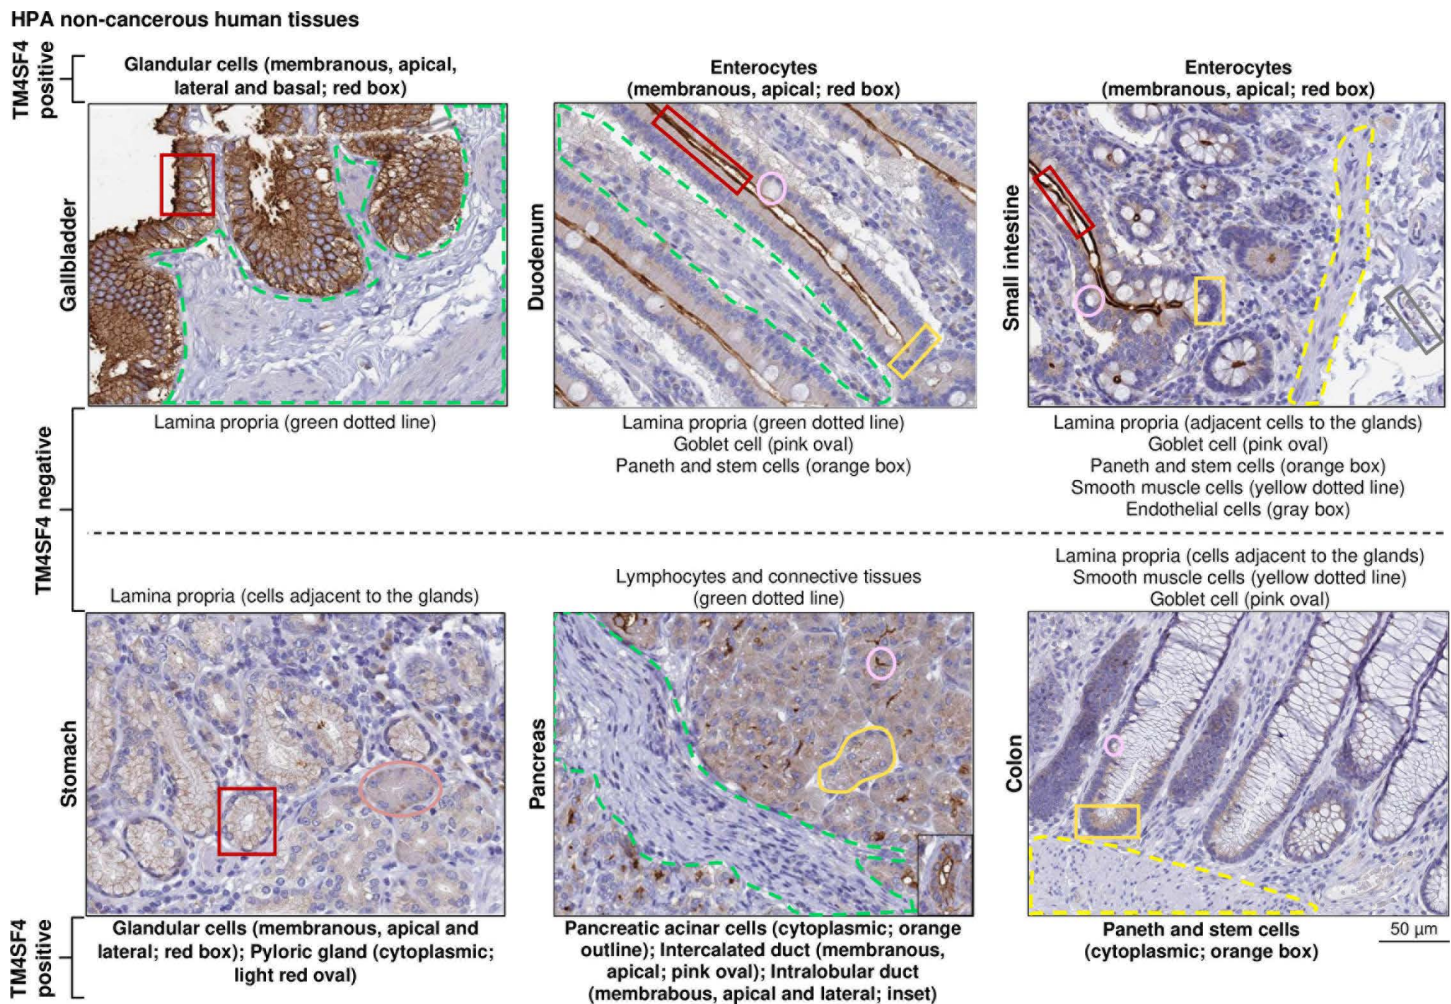 HPA non-cancerous human tissues
TM4SF4
positive
Glandular cells (membranous, apical,
lateral and basal; red box)
Enterocytes
(membranous, apical; red box)
Enterocytes
(membranous, apical; red box)
Gallbladder
Duodenum
Small intestine
TM4SF4 negative
Lamina propria (green dotted line)
Lamina propria (green dotted line)
Goblet cell (pink oval)
Paneth and stem cells (orange box)
Lamina propria (adjacent cells to the glands)
Goblet cell (pink oval)
Paneth and stem cells (orange box)
Smooth muscle cells (yellow dotted line)
Endothelial cells (gray box)
Lamina propria (cells adjacent to the glands)
Lymphocytes and connective tissues
(green dotted line)
Lamina propria (cells adjacent to the glands)
Smooth muscle cells (yellow dotted line)
Goblet cell (pink oval)
Stomach
Pancreas
Colon
TM4SF4
positive
Glandular cells (membranous, apical and
lateral; red box); Pyloric gland (cytoplasmic;
light red oval)
Pancreatic acinar cells (cytoplasmic; orange
outline); Intercalated duct (membranous,
apical; pink oval); Intralobular duct
(membrabous, apical and lateral; inset)
Paneth and stem cells
(cytoplasmic; orange box)
50 µm